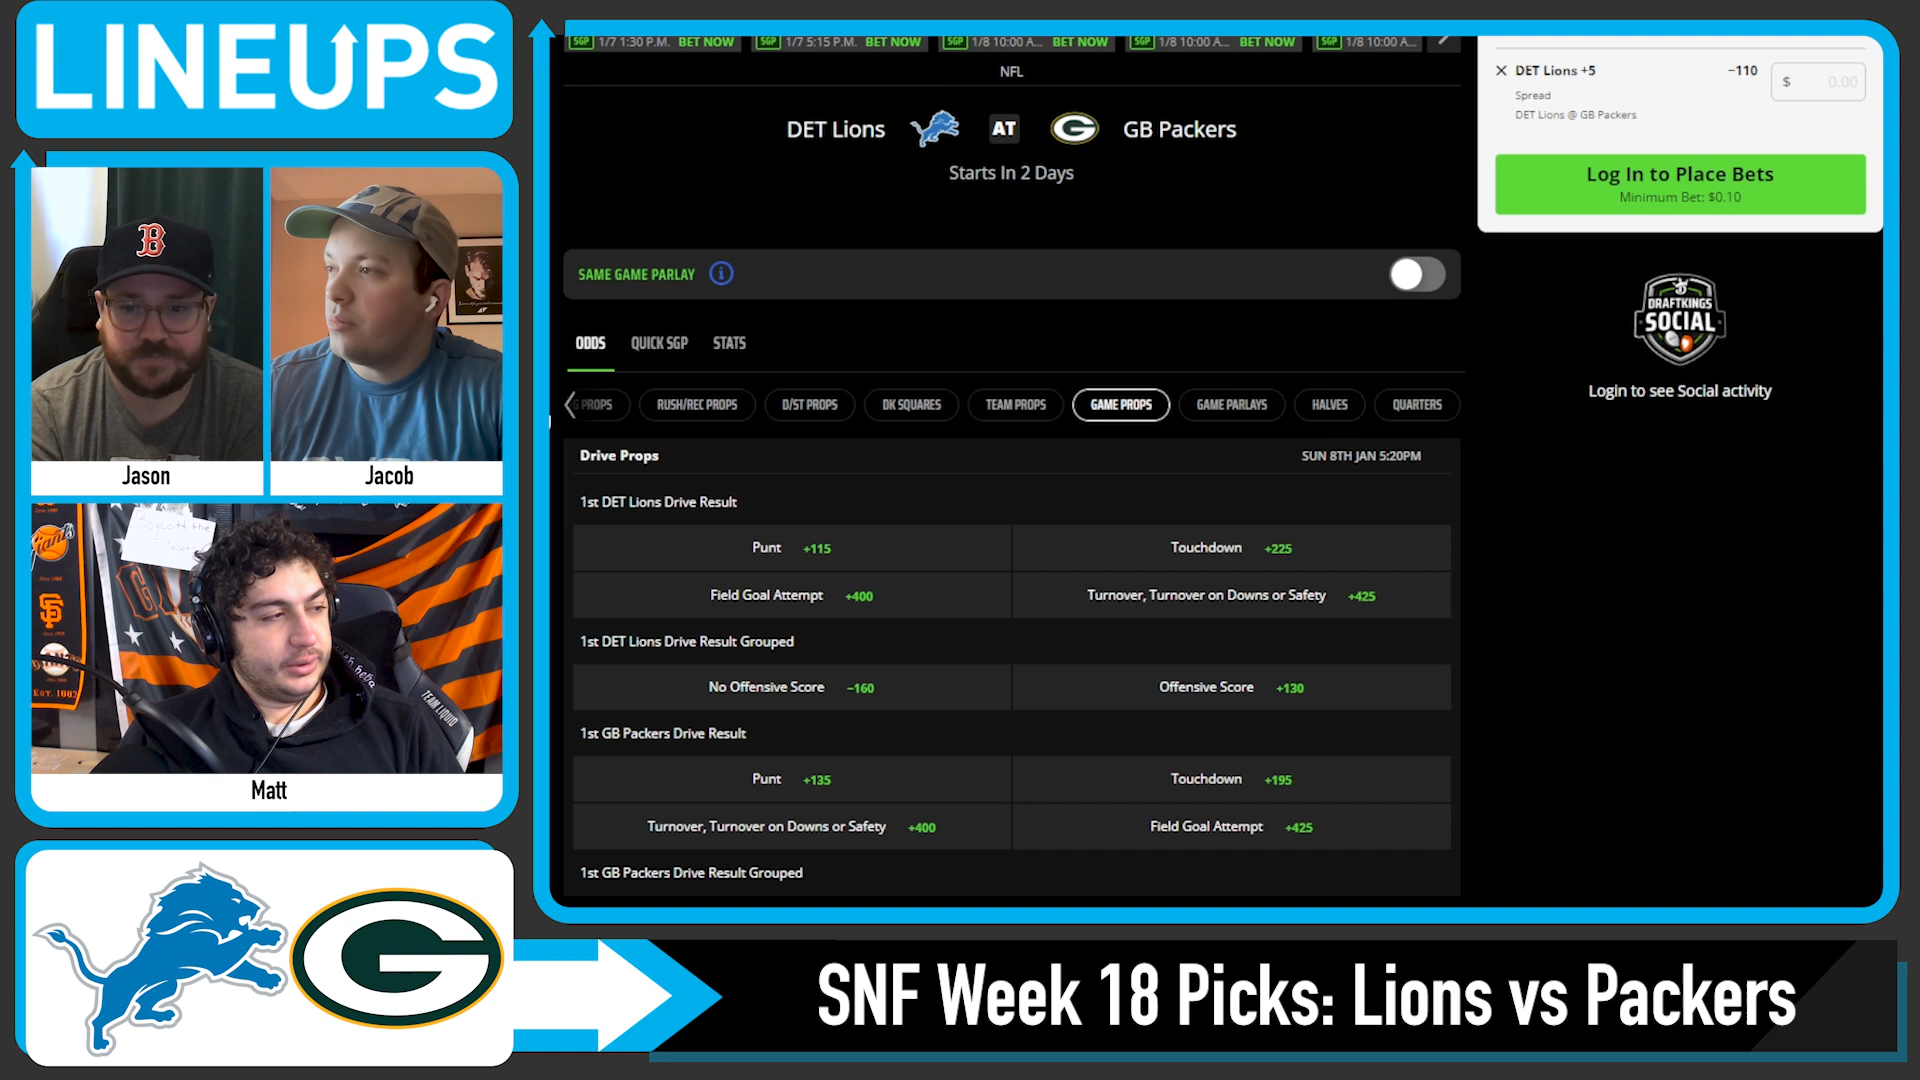 LINEUPS
Jason
Jacob
Boycott the
Giants
EST. 1883
TEAM LIQUID
Matt
SGP 1/7 1:30 P.M. BET NOW
SGP 1/7 5:15 P.M. BET NOW
SGP 1/8 10:00 A... BET NOW
SGP 1/8 10:00 A... BET NOW
SGP 1/8 10:00 A...
NFL
DET Lions AT G GB Packers
Starts In 2 Days
SAME GAME PARLAY i
ODDS QUICK SGP STATS
G PROPS RUSH/REC PROPS D/ST PROPS DK SQUARES TEAM PROPS GAME PROPS GAME PARLAYS HALVES QUARTERS
Drive Props SUN 8TH JAN 5:20PM
1st DET Lions Drive Result
Punt +115 Touchdown +225
Field Goal Attempt +400 Turnover, Turnover on Downs or Safety +425
1st DET Lions Drive Result Grouped
No Offensive Score −160 Offensive Score +130
1st GB Packers Drive Result
Punt +135 Touchdown +195
Turnover, Turnover on Downs or Safety +400 Field Goal Attempt +425
1st GB Packers Drive Result Grouped
DET Lions +5 −110 $ 0.00
Spread
DET Lions @ GB Packers
Log In to Place Bets
Minimum Bet: $0.10
DRAFTKINGS
SOCIAL
Login to see Social activity
G
SNF Week 18 Picks: Lions vs Packers